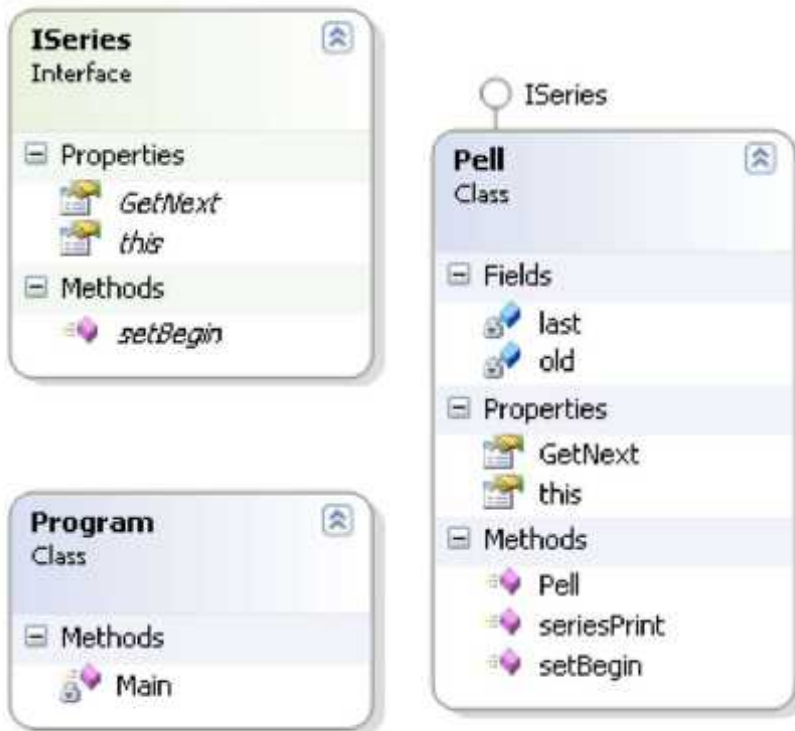 ISeries
Interface
Properties
GetNext
this
Methods
setBegin
Program
Class
Methods
Main
ISeries
Pell
Class
Fields
last
old
Properties
GetNext
this
Methods
Pell
seriesPrint
setBegin